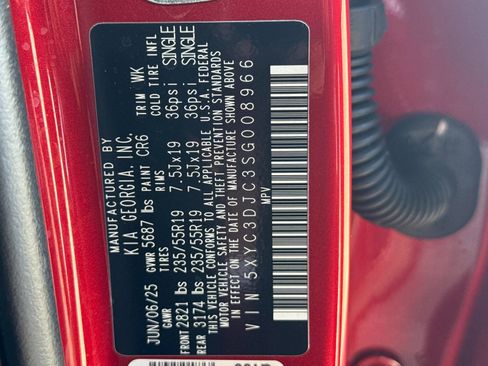 MANUFACTURED BY
KIA GEORGIA, INC.
JUN/06/25 GVWR 5687 lbs PAINT CR6 TRIM WK
GAWR TIRES RIMS COLD TIRE INFL
FRONT 2821 lbs 235/55R19 7.5Jx19 36psi SINGLE
REAR 3174 lbs 235/55R19 7.5Jx19 36psi SINGLE
THIS VEHICLE CONFORMS TO ALL APPLICABLE U.S.A. FEDERAL
MOTOR VEHICLE SAFETY AND THEFT PREVENTION STANDARDS
IN EFFECT ON THE DATE OF MANUFACTURE SHOWN ABOVE
VIN 5XYC3DJC3SG008966
MPV